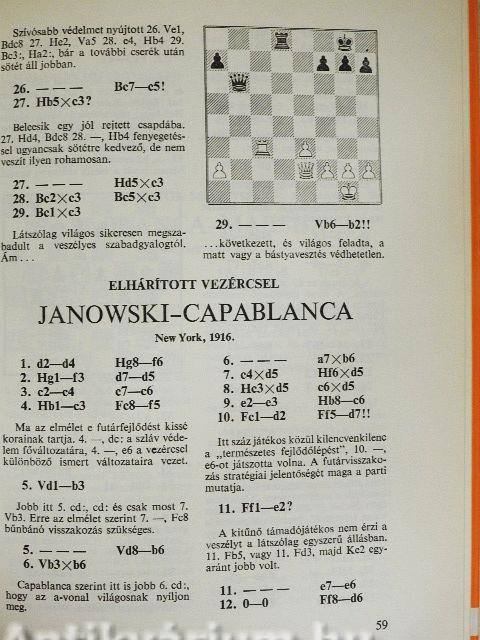 Szívósabb védelmet nyújtott 26. Ve1,
Bdc8 27. He2, Va5 28. e4, Hb4 29.
Bc3:, Ha2:, bár a további cserék után
sötét áll jobban.
26. — — — Bc7—c5!
27. Hb5×c3?
Beleesik egy jól rejtett csapdába.
27. Hd4, Bdc8 28. —, Hb4 fenyegetés-
sel ugyancsak sötétre kedvező, de nem
veszít ilyen rohamosan.
27. — — — Hd5×c3
28. Bc2×c3 Bc5×c3
29. Bc1×c3
Látszólag világos sikeresen megsza-
badult a veszélyes szabadgyalogtól.
Ám . . .
29. — — — Vb6—b2!!
. . .következett, és világos feladta, a
matt vagy a bástyavesztés védhetetlen.
ELHÁRÍTOTT VEZÉRCSEL
JANOWSKI–CAPABLANCA
New York, 1916.
1. d2—d4 Hg8—f6
2. Hg1—f3 d7—d5
3. c2—c4 c7—c6
4. Hb1—c3 Fc8—f5
Ma az elmélet e futárfejlődést kissé
korainak tartja. 4. —, dc: a szláv véde-
lem főváltozatára, 4. —, e6 a vezércsel
különböző ismert változataira vezet.
5. Vd1—b3
Jobb itt 5. cd:, cd: és csak most 7.
Vb3. Erre az elmélet szerint 7. —, Fc8
bűnbánó visszakozás szükséges.
5. — — — Vd8—b6
6. Vb3×b6
Capablanca szerint itt is jobb 6. cd:,
hogy az a-vonal világosnak nyíljon
meg.
6. — — — a7×b6
7. c4×d5 Hf6×d5
8. Hc3×d5 c6×d5
9. e2—e3 Hb8—c6
10. Fc1—d2 Ff5—d7!!
Itt száz játékos közül kilencvenkilenc
a „természetes fejlődőlépést", 10. —,
e6-ot játszotta volna. A futárvisszako-
zás stratégiai jelentőségét maga a parti
mutatja.
11. Ff1—e2?
A kitűnő támadójátékos nem érzi a
veszélyt a látszólag egyszerű állásban.
11. Fb5, vagy 11. Fd3, majd Ke2 egy-
aránt jobb volt.
11. — — — e7—e6
12. 0—0 Ff8—d6
59